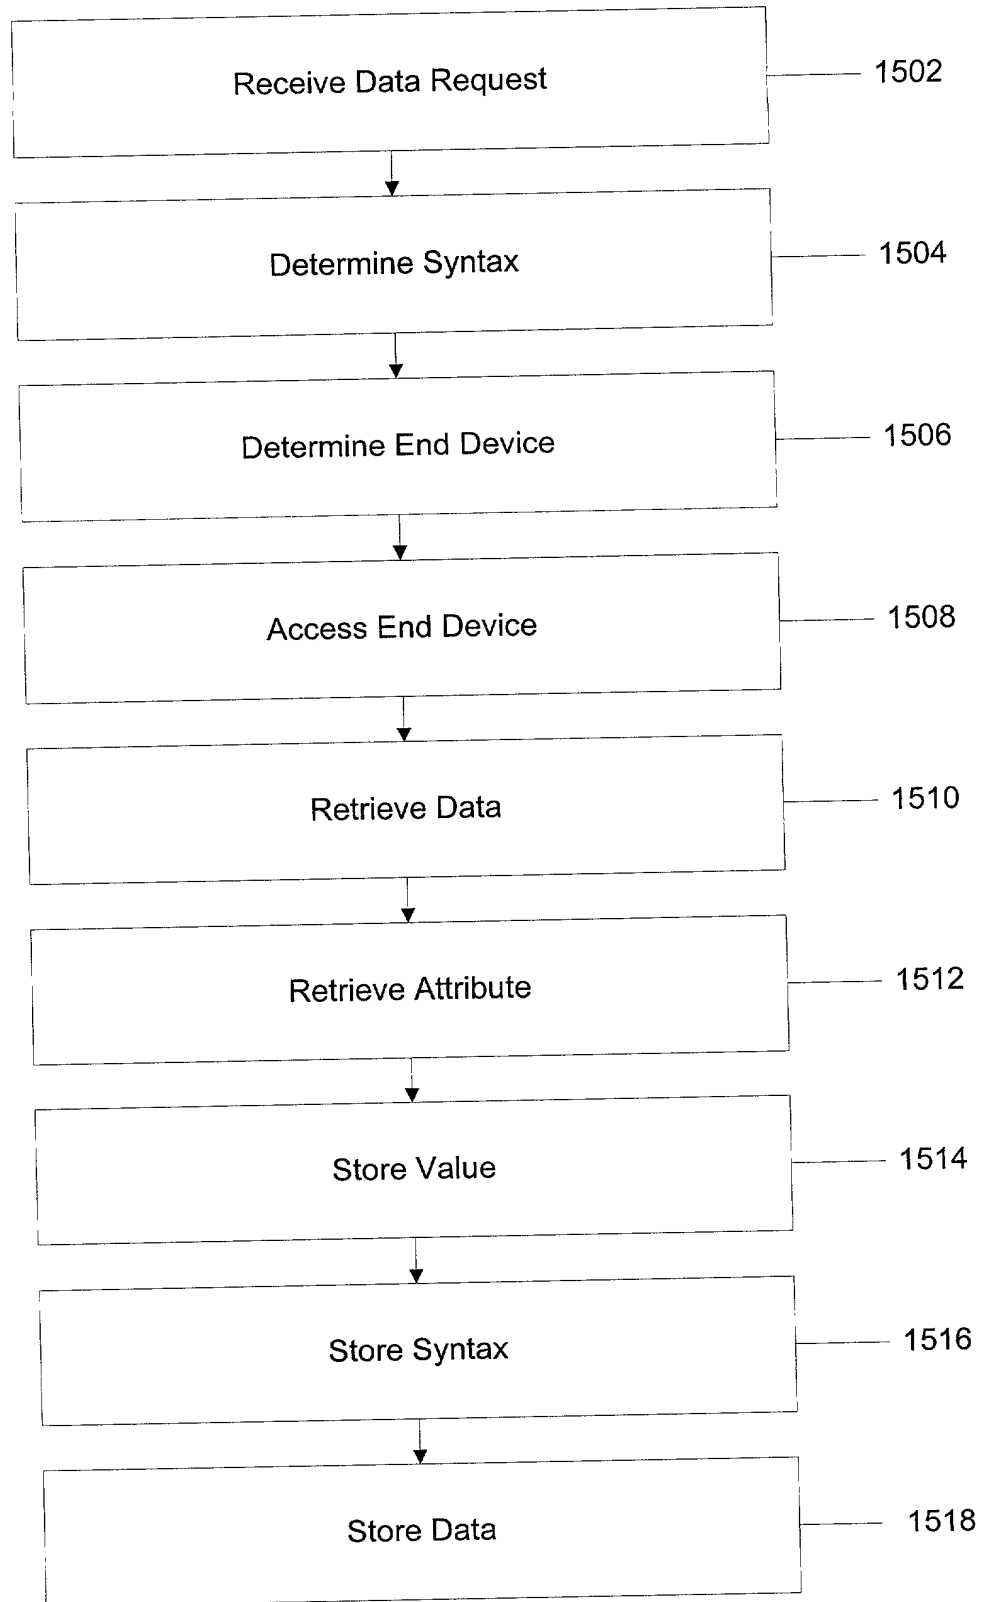 Receive Data Request 1502
Determine Syntax 1504
Determine End Device 1506
Access End Device 1508
Retrieve Data 1510
Retrieve Attribute 1512
Store Value 1514
Store Syntax 1516
Store Data 1518